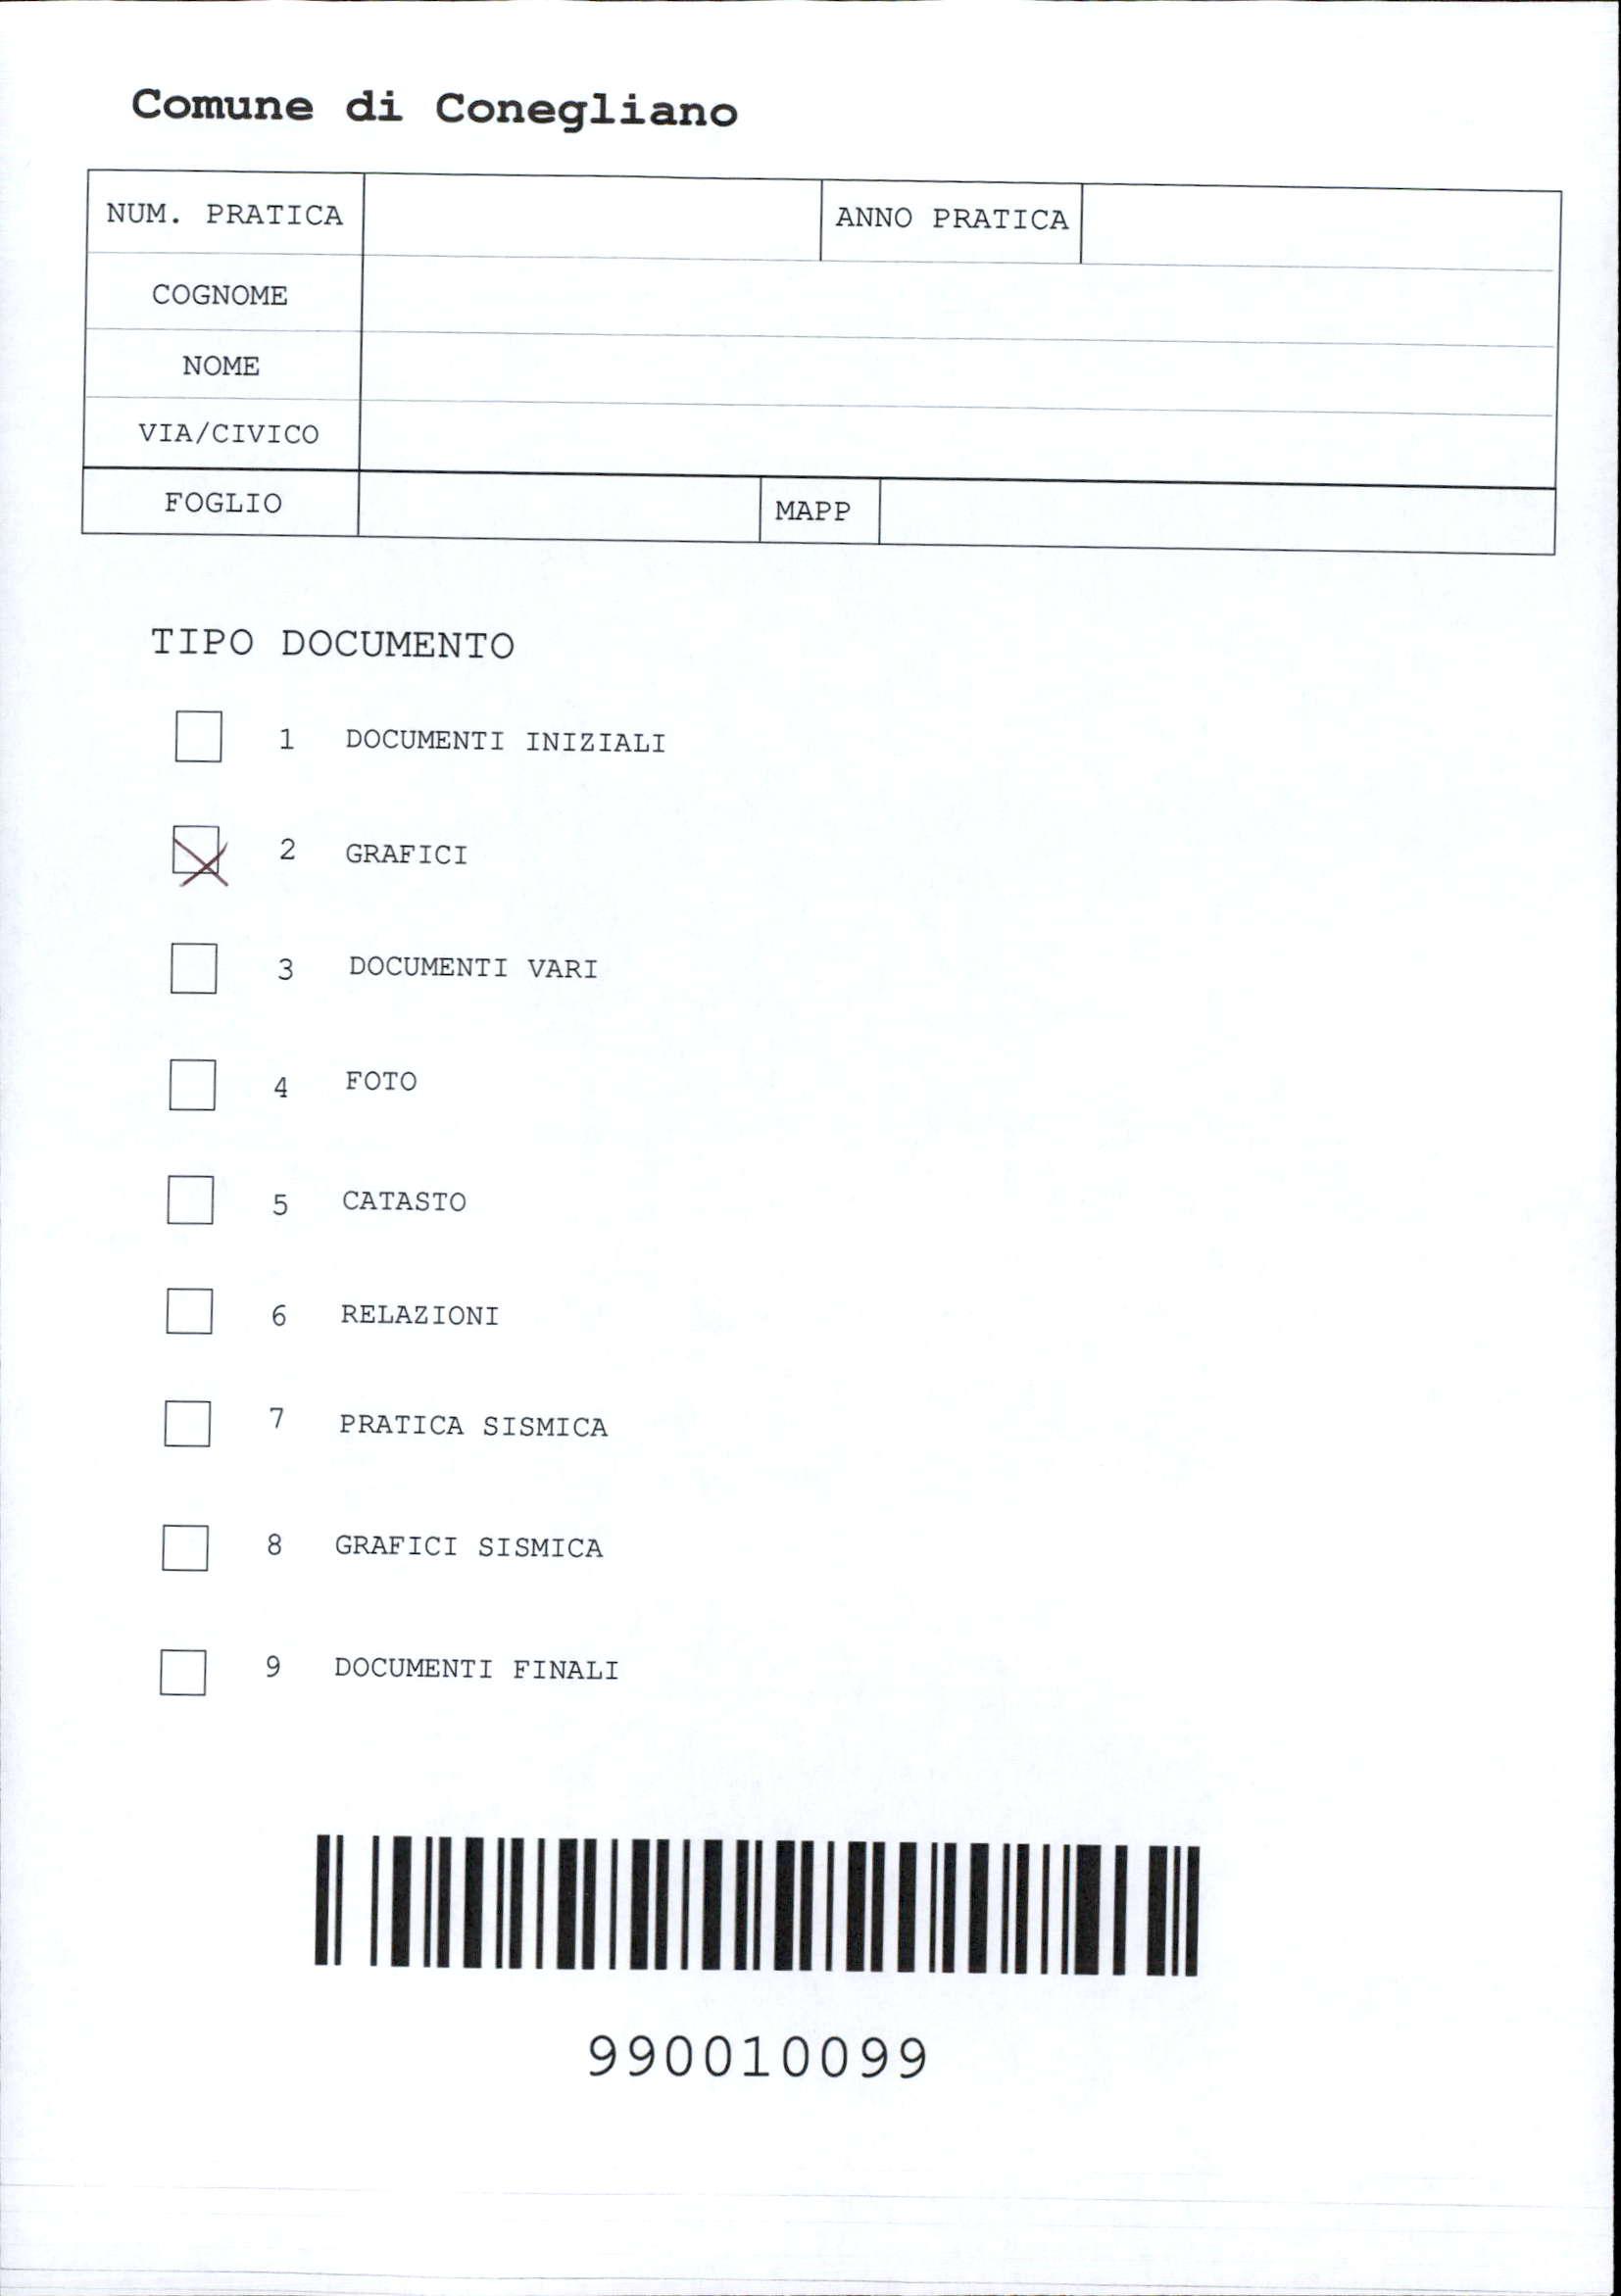 Comune di Conegliano
NUM. PRATICA ANNO PRATICA
COGNOME
NOME
VIA/CIVICO
FOGLIO MAPP
TIPO DOCUMENTO
1 DOCUMENTI INIZIALI
2 GRAFICI
3 DOCUMENTI VARI
4 FOTO
5 CATASTO
6 RELAZIONI
7 PRATICA SISMICA
8 GRAFICI SISMICA
9 DOCUMENTI FINALI
990010099